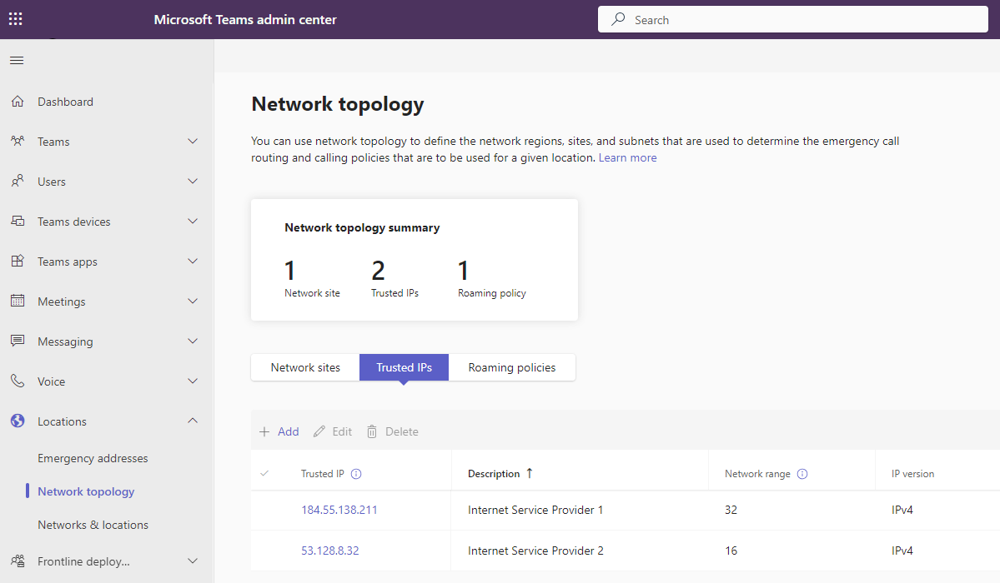 Microsoft Teams admin center
Search
Dashboard
Teams
Users
Teams devices
Teams apps
Meetings
Messaging
Voice
Locations
Emergency addresses
Network topology
Networks & locations
Frontline deploy...
Network topology
You can use network topology to define the network regions, sites, and subnets that are used to determine the emergency call
routing and calling policies that are to be used for a given location. Learn more
Network topology summary
1 2 1
Network site Trusted IPs Roaming policy
Network sites Trusted IPs Roaming policies
Add Edit Delete
Trusted IP Description ↑ Network range IP version
184.55.138.211 Internet Service Provider 1 32 IPv4
53.128.8.32 Internet Service Provider 2 16 IPv4